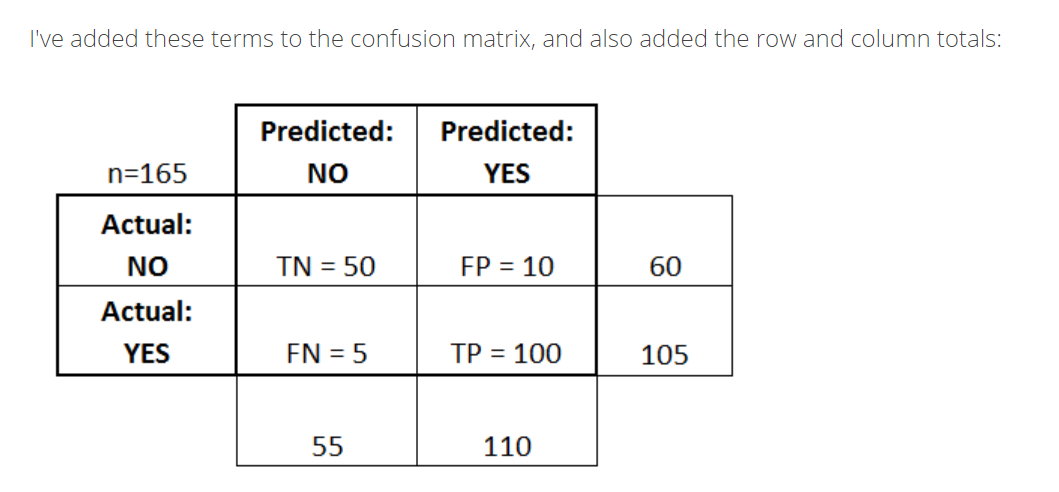 I've added these terms to the confusion matrix, and also added the row and column totals:
Predicted: Predicted:
n=165 NO YES
Actual:
NO TN = 50 FP = 10 60
Actual:
YES FN = 5 TP = 100 105
55 110